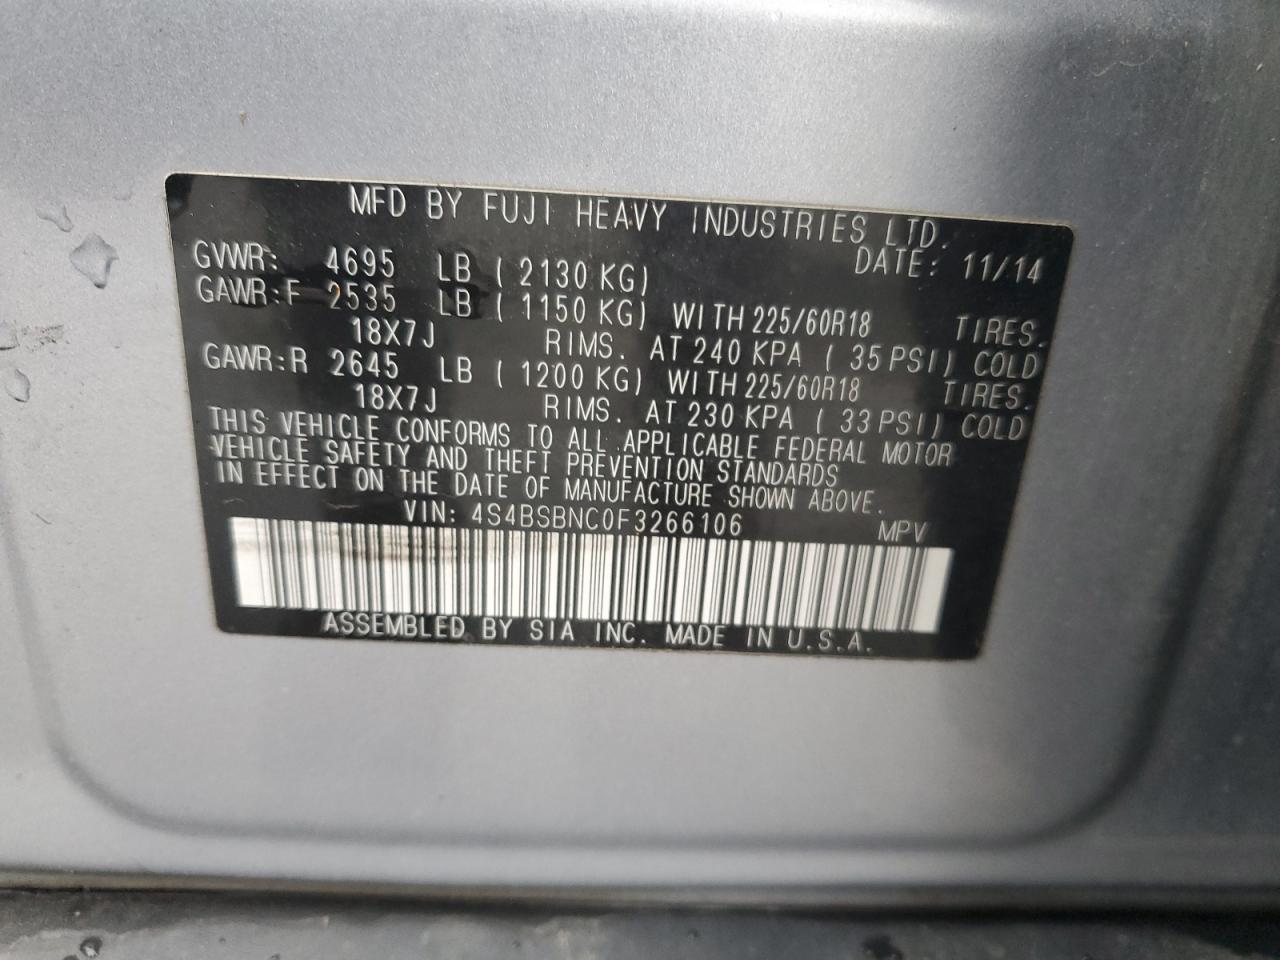 MFD BY FUJI HEAVY INDUSTRIES LTD.
DATE: 11/14
GVWR: 4695 LB ( 2130 KG)
GAWR:F 2535 LB ( 1150 KG) WITH 225/60R18 TIRES.
18X7J RIMS. AT 240 KPA ( 35 PSI) COLD
GAWR:R 2645 LB ( 1200 KG) WITH 225/60R18 TIRES.
18X7J RIMS. AT 230 KPA ( 33 PSI) COLD
THIS VEHICLE CONFORMS TO ALL APPLICABLE FEDERAL MOTOR
VEHICLE SAFETY AND THEFT PREVENTION STANDARDS
IN EFFECT ON THE DATE OF MANUFACTURE SHOWN ABOVE.
VIN: 4S4BSBNC0F3266106 MPV
ASSEMBLED BY SIA INC. MADE IN U.S.A.